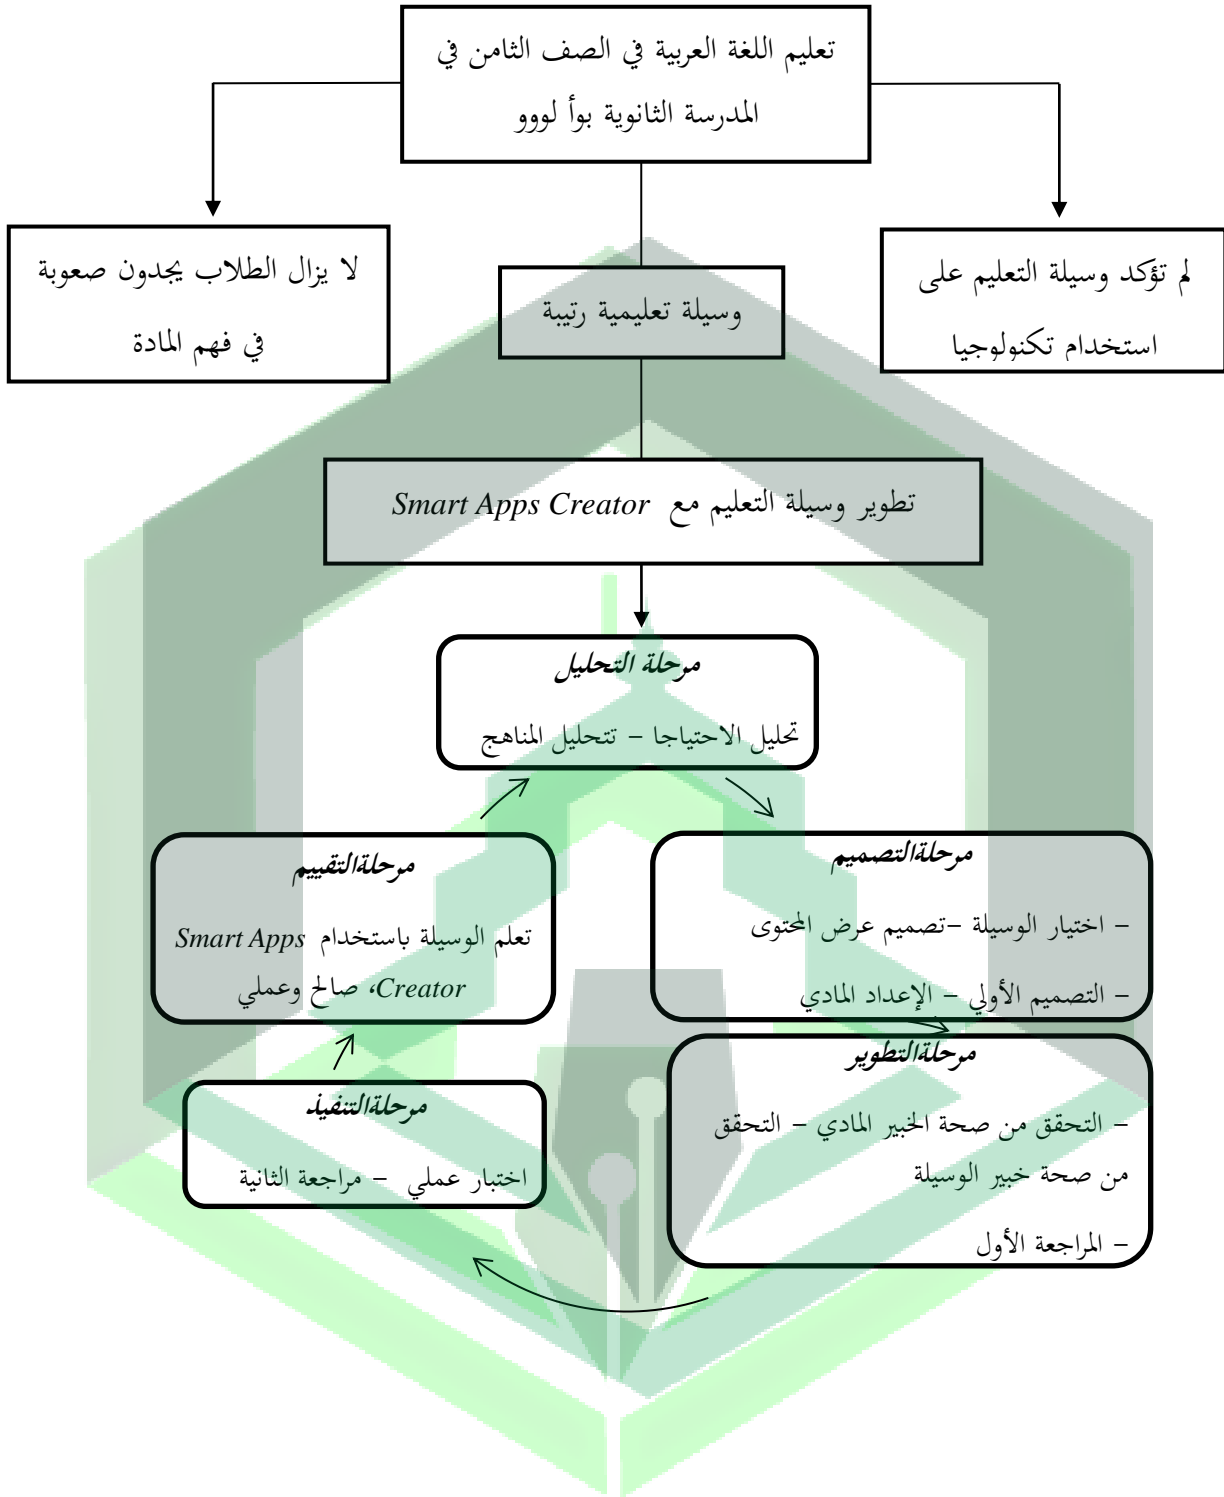 تعليم اللغة العربية في الصف الثامن في
المدرسة الثانوية بوأ لووو
لم تؤكد وسيلة التعليم على
استخدام تكنولوجيا
وسيلة تعليمية رتيبة
لا يزال الطلاب يجدون صعوبة
في فهم المادة
تطوير وسيلة التعليم مع Smart Apps Creator
مرحلة التحليل
تحليل الاحتياجا – تتحليل المناهج
مرحلةالتصميم
– اختيار الوسيلة –تصميم عرض المحتوى
– التصميم الأولي – الإعداد المادي
مرحلةالتطوير
– التحقق من صحة الخبير المادي – التحقق
من صحة خبير الوسيلة
– المراجعة الأول
مرحلةالتنفيذ
اختبار عملي – مراجعة الثانية
مرحلةالتقييم
تعلم الوسيلة باستخدام Smart Apps
Creator، صالح وعملي